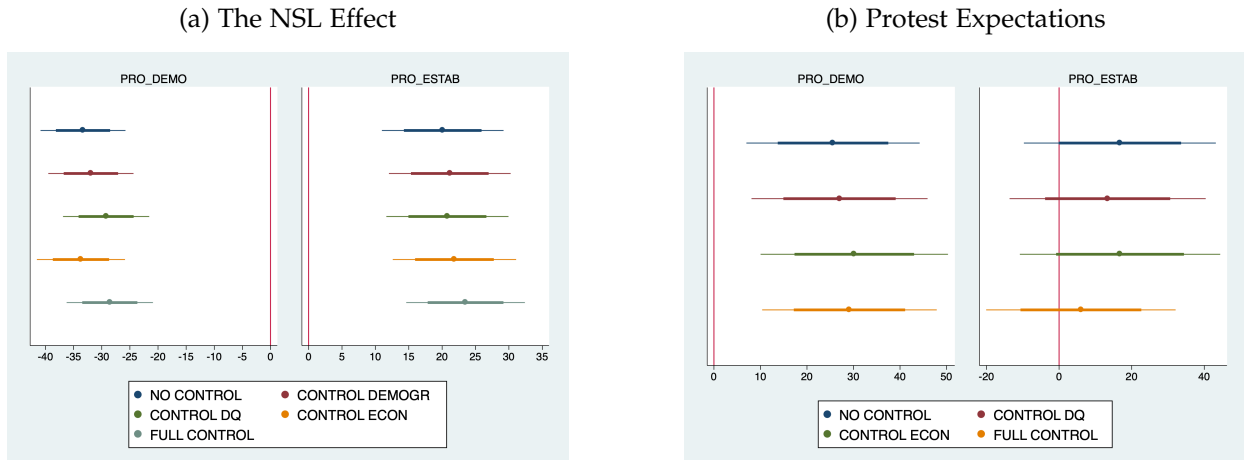 (a) The NSL Effect
PRO_DEMO PRO_ESTAB
-40 -35 -30 -25 -20 -15 -10 -5 0 0 5 10 15 20 25 30 35
NO CONTROL CONTROL DEMOGR
CONTROL DQ CONTROL ECON
FULL CONTROL
(b) Protest Expectations
PRO_DEMO PRO_ESTAB
0 10 20 30 40 50 -20 0 20 40
NO CONTROL CONTROL DQ
CONTROL ECON FULL CONTROL